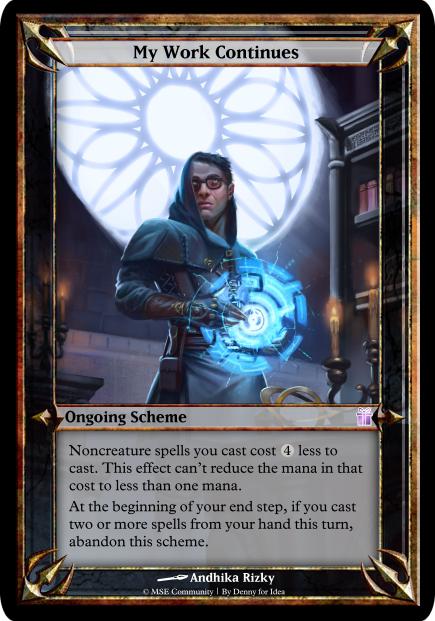 My Work Continues
Ongoing Scheme
Noncreature spells you cast cost 4 less to
cast. This effect can't reduce the mana in that
cost to less than one mana.
At the beginning of your end step, if you cast
two or more spells from your hand this turn,
abandon this scheme.
Andhika Rizky
© MSE Community | By Denny for Idea